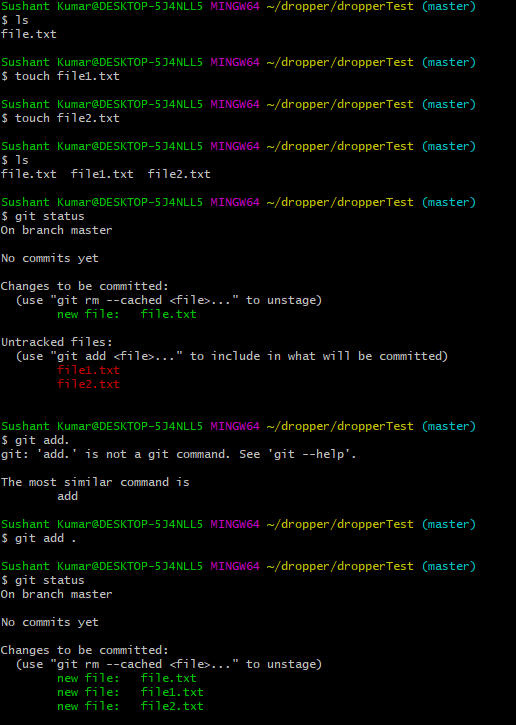 Sushant Kumar@DESKTOP-5J4NLL5 MINGW64 ~/dropper/dropperTest (master)
$ ls
file.txt
Sushant Kumar@DESKTOP-5J4NLL5 MINGW64 ~/dropper/dropperTest (master)
$ touch file1.txt
Sushant Kumar@DESKTOP-5J4NLL5 MINGW64 ~/dropper/dropperTest (master)
$ touch file2.txt
Sushant Kumar@DESKTOP-5J4NLL5 MINGW64 ~/dropper/dropperTest (master)
$ ls
file.txt  file1.txt  file2.txt
Sushant Kumar@DESKTOP-5J4NLL5 MINGW64 ~/dropper/dropperTest (master)
$ git status
On branch master
No commits yet
Changes to be committed:
  (use "git rm --cached <file>..." to unstage)
        new file:   file.txt
Untracked files:
  (use "git add <file>..." to include in what will be committed)
        file1.txt
        file2.txt
Sushant Kumar@DESKTOP-5J4NLL5 MINGW64 ~/dropper/dropperTest (master)
$ git add.
git: 'add.' is not a git command. See 'git --help'.
The most similar command is
        add
Sushant Kumar@DESKTOP-5J4NLL5 MINGW64 ~/dropper/dropperTest (master)
$ git add .
Sushant Kumar@DESKTOP-5J4NLL5 MINGW64 ~/dropper/dropperTest (master)
$ git status
On branch master
No commits yet
Changes to be committed:
  (use "git rm --cached <file>..." to unstage)
        new file:   file.txt
        new file:   file1.txt
        new file:   file2.txt